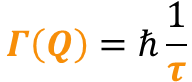 Γ(Q) = ℏ 1/τ